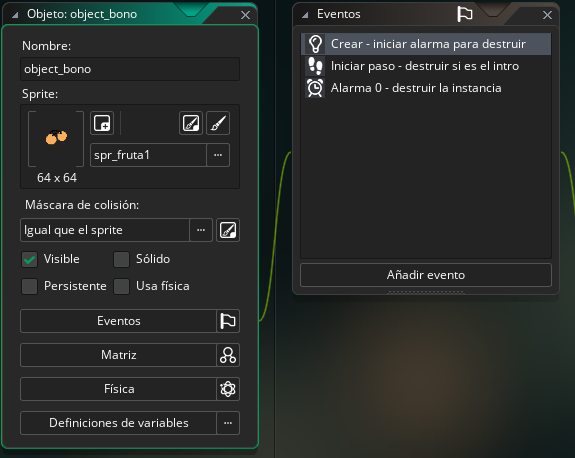 Objeto: object_bono
Nombre:
object_bono
Sprite:
spr_fruta1
...
64 x 64
Máscara de colisión:
Igual que el sprite
...
Visible
Sólido
Persistente
Usa física
Eventos
Matriz
Física
Definiciones de variables
...
Eventos
Crear - iniciar alarma para destruir
Iniciar paso - destruir si es el intro
Alarma 0 - destruir la instancia
Añadir evento